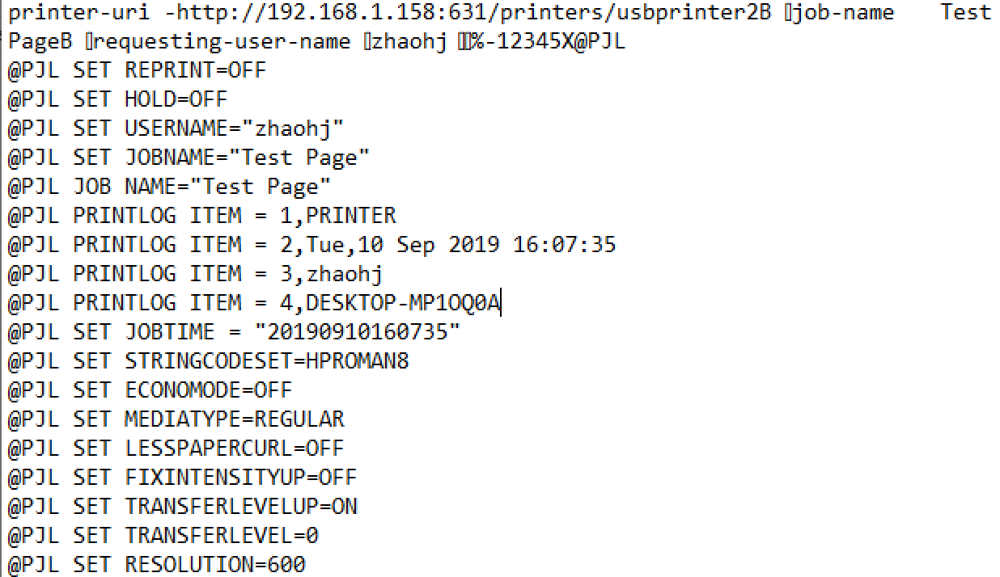 printer-uri -http://192.168.1.158:631/printers/usbprinter2B ▯job-name    Test
PageB ▯requesting-user-name ▯zhaohj ▯▯%-12345X@PJL
@PJL SET REPRINT=OFF
@PJL SET HOLD=OFF
@PJL SET USERNAME="zhaohj"
@PJL SET JOBNAME="Test Page"
@PJL JOB NAME="Test Page"
@PJL PRINTLOG ITEM = 1,PRINTER
@PJL PRINTLOG ITEM = 2,Tue,10 Sep 2019 16:07:35
@PJL PRINTLOG ITEM = 3,zhaohj
@PJL PRINTLOG ITEM = 4,DESKTOP-MP1OQ0A
@PJL SET JOBTIME = "20190910160735"
@PJL SET STRINGCODESET=HPROMAN8
@PJL SET ECONOMODE=OFF
@PJL SET MEDIATYPE=REGULAR
@PJL SET LESSPAPERCURL=OFF
@PJL SET FIXINTENSITYUP=OFF
@PJL SET TRANSFERLEVELUP=ON
@PJL SET TRANSFERLEVEL=0
@PJL SET RESOLUTION=600